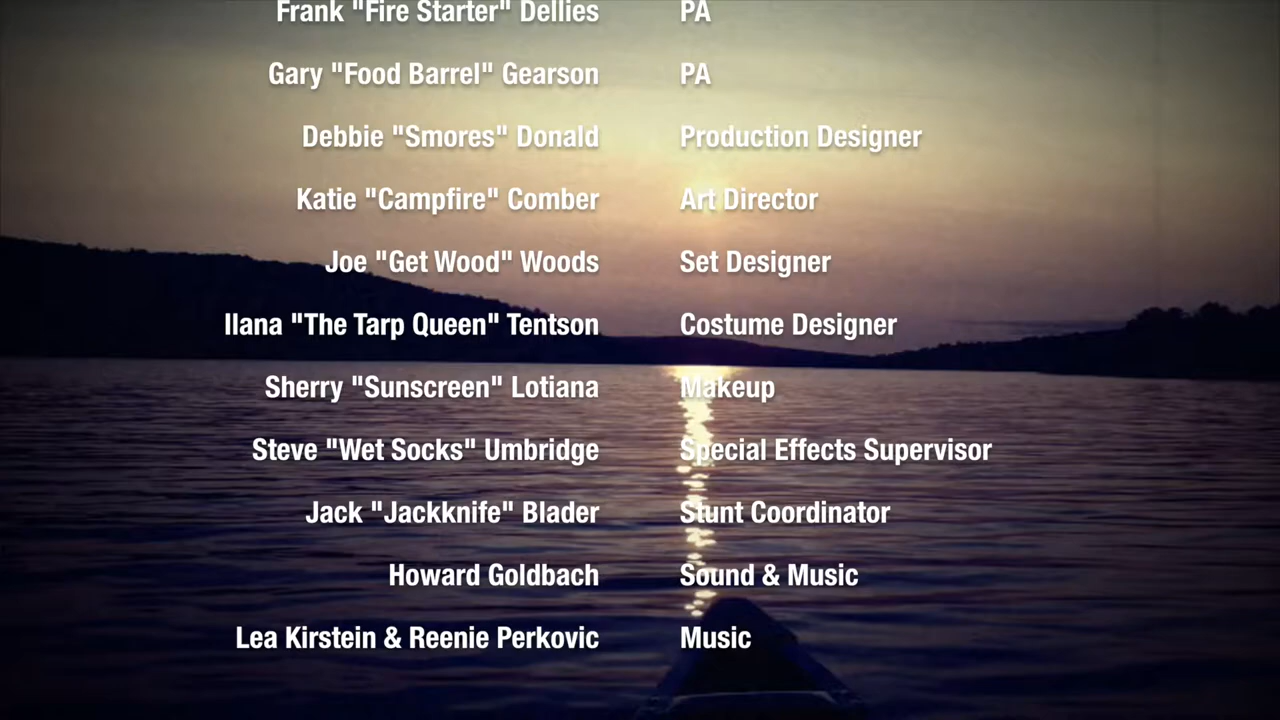 Frank "Fire Starter" Dellies PA
Gary "Food Barrel" Gearson PA
Debbie "Smores" Donald Production Designer
Katie "Campfire" Comber Art Director
Joe "Get Wood" Woods Set Designer
Ilana "The Tarp Queen" Tentson Costume Designer
Sherry "Sunscreen" Lotiana Makeup
Steve "Wet Socks" Umbridge Special Effects Supervisor
Jack "Jackknife" Blader Stunt Coordinator
Howard Goldbach Sound & Music
Lea Kirstein & Reenie Perkovic Music